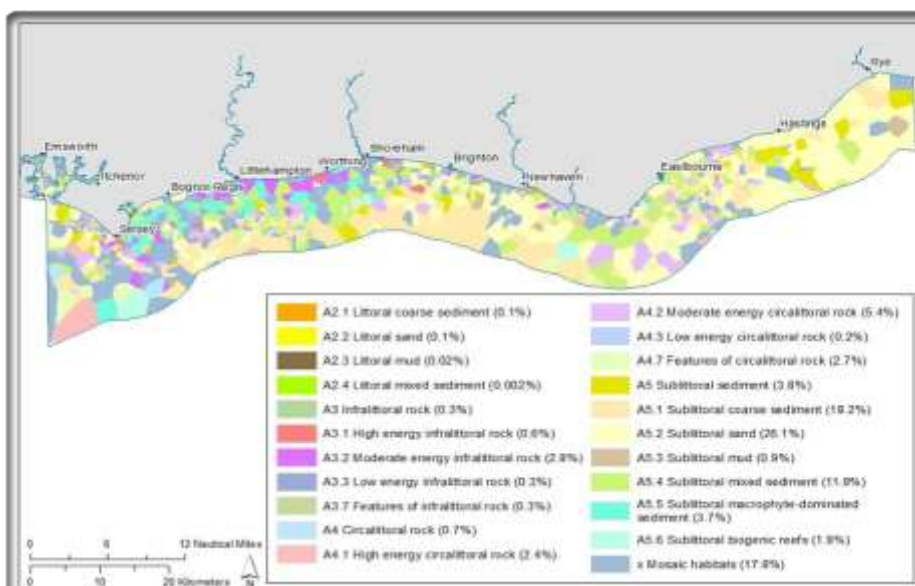 Rye
Hastings
Emsworth
Itchenor
Bognor Regis
Littlehampton
Worthing
Shoreham
Brighton
Newhaven
Eastbourne
Selsey
A2.1 Littoral coarse sediment (0.1%)
A2.2 Littoral sand (0.1%)
A2.3 Littoral mud (0.02%)
A2.4 Littoral mixed sediment (0.002%)
A3 Infralittoral rock (0.3%)
A3.1 High energy infralittoral rock (0.6%)
A3.2 Moderate energy infralittoral rock (2.9%)
A3.3 Low energy infralittoral rock (0.3%)
A3.7 Features of infralittoral rock (0.3%)
A4 Circalittoral rock (0.7%)
A4.1 High energy circalittoral rock (2.4%)
A4.2 Moderate energy circalittoral rock (5.4%)
A4.3 Low energy circalittoral rock (0.2%)
A4.7 Features of circalittoral rock (2.7%)
A5 Sublittoral sediment (3.8%)
A5.1 Sublittoral coarse sediment (18.2%)
A5.2 Sublittoral sand (26.1%)
A5.3 Sublittoral mud (0.9%)
A5.4 Sublittoral mixed sediment (11.8%)
A5.5 Sublittoral macrophyte-dominated
sediment (3.7%)
A5.6 Sublittoral biogenic reefs (1.9%)
x Mosaic habitats (17.8%)
0 6 12 Nautical Miles
0 10 20 Kilometers
N